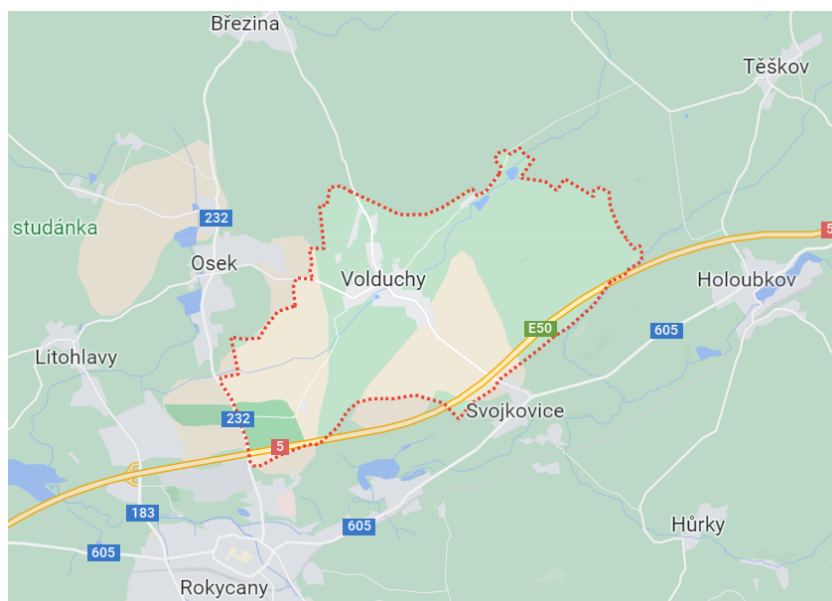 Březina
Těškov
232
studánka
5
Osek
Volduchy
Holoubkov
E50
605
Litohlavy
Svojkovice
232
5
183
605
Hůrky
605
Rokycany